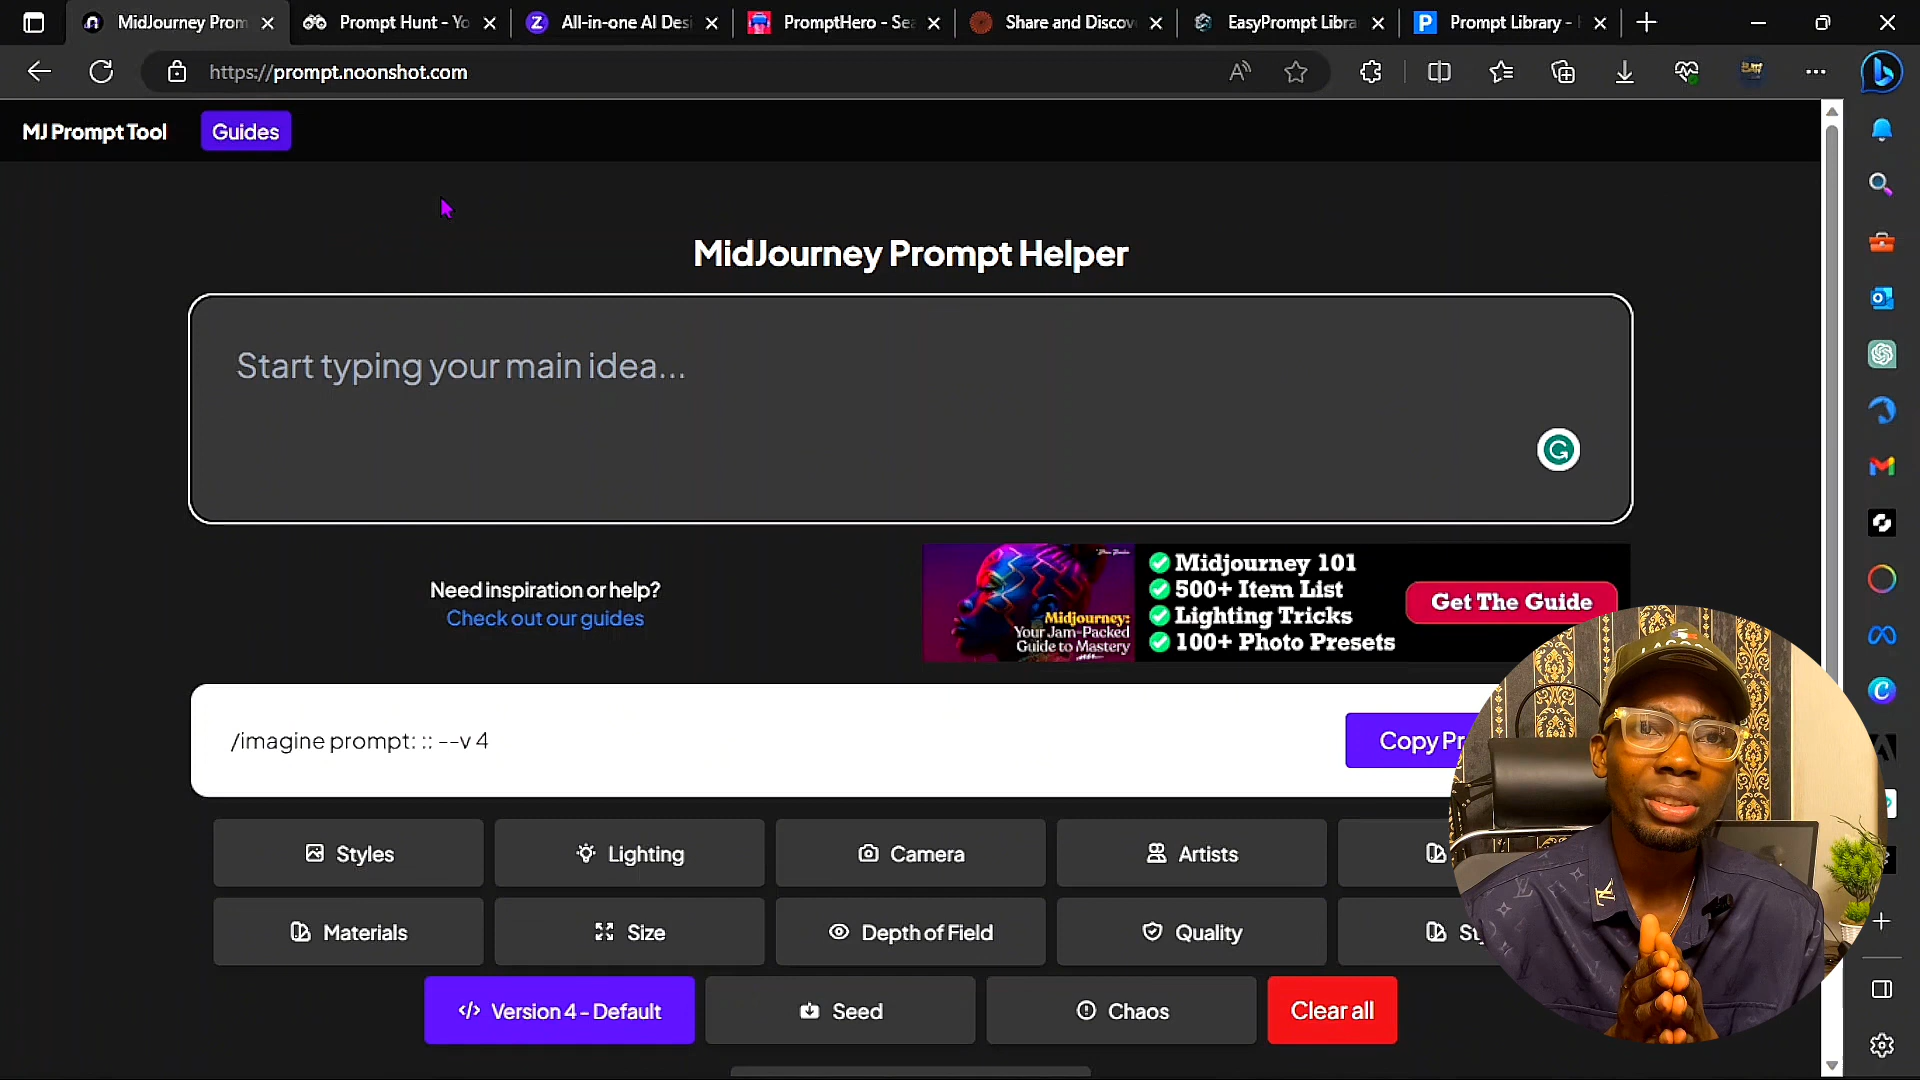 MidJourney Prom
Prompt Hunt - Yo
All-in-one AI Desi
PromptHero - Sea
Share and Discov
EasyPrompt Libra
Prompt Library -
https://prompt.noonshot.com
MJ Prompt Tool
Guides
MidJourney Prompt Helper
Start typing your main idea...
Need inspiration or help?
Check out our guides
Midjourney:
Your Jam-Packed
Guide to Mastery
Midjourney 101
500+ Item List
Lighting Tricks
100+ Photo Presets
Get The Guide
/imagine prompt: :: --v 4
Copy Pr
Styles
Lighting
Camera
Artists
Materials
Size
Depth of Field
Quality
Version 4 - Default
Seed
Chaos
Clear all